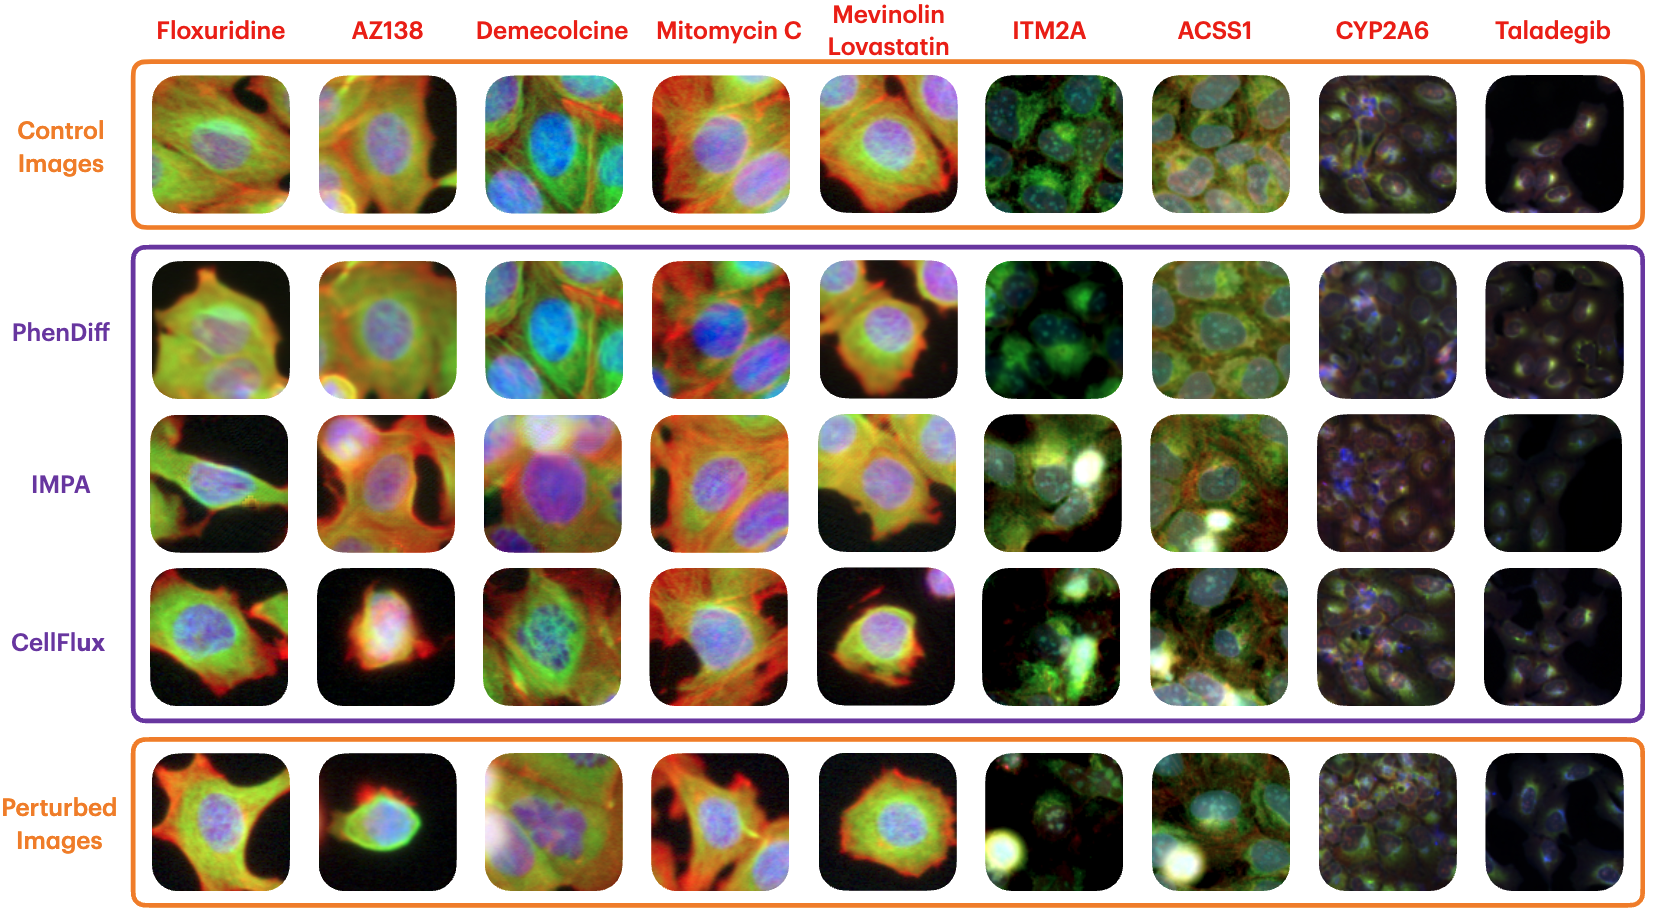 Floxuridine
AZ138
Demecolcine
Mitomycin C
Mevinolin
Lovastatin
ITM2A
ACSS1
CYP2A6
Taladegib
Control
Images
PhenDiff
IMPA
CellFlux
Perturbed
Images